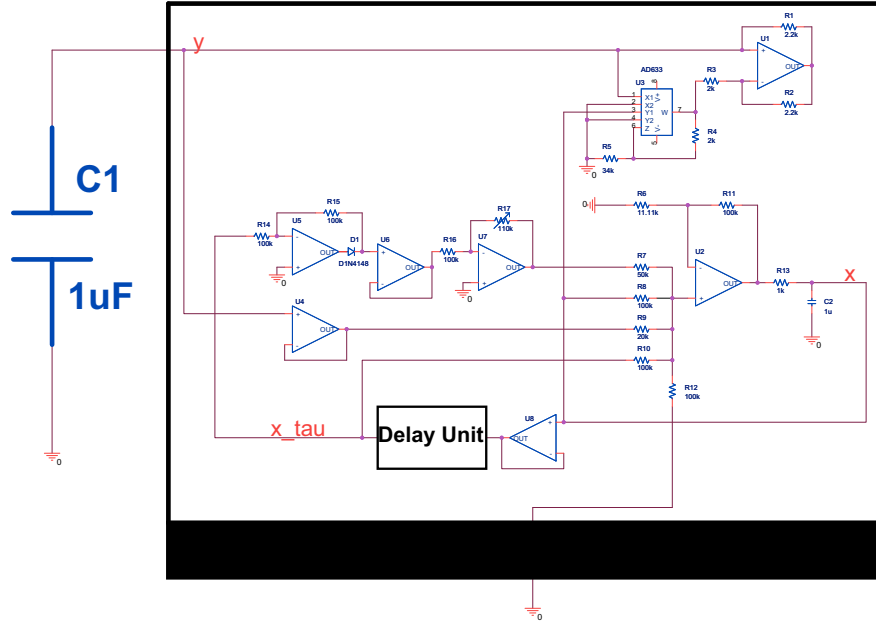 y
C1
1uF
R1
2.2k
U1
+
OUT
-
R2
2.2k
AD633
U3
R3
2k
1
2
3
4
6
X1
X2
Y1
Y2
Z
V+
V-
W
8
7
5
R4
2k
R5
34k
0
R15
100k
R14
100k
U5
-
+
OUT
0
D1
D1N4148
U6
+
-
OUT
R16
100k
R17
110k
U7
-
+
OUT
0
0
R6
11.11k
R11
100k
U2
-
+
OUT
R7
50k
R8
100k
R9
20k
R10
100k
R13
1k
x
C2
1u
0
U4
+
-
OUT
R12
100k
U8
+
-
OUT
x_tau
Delay Unit
0
0